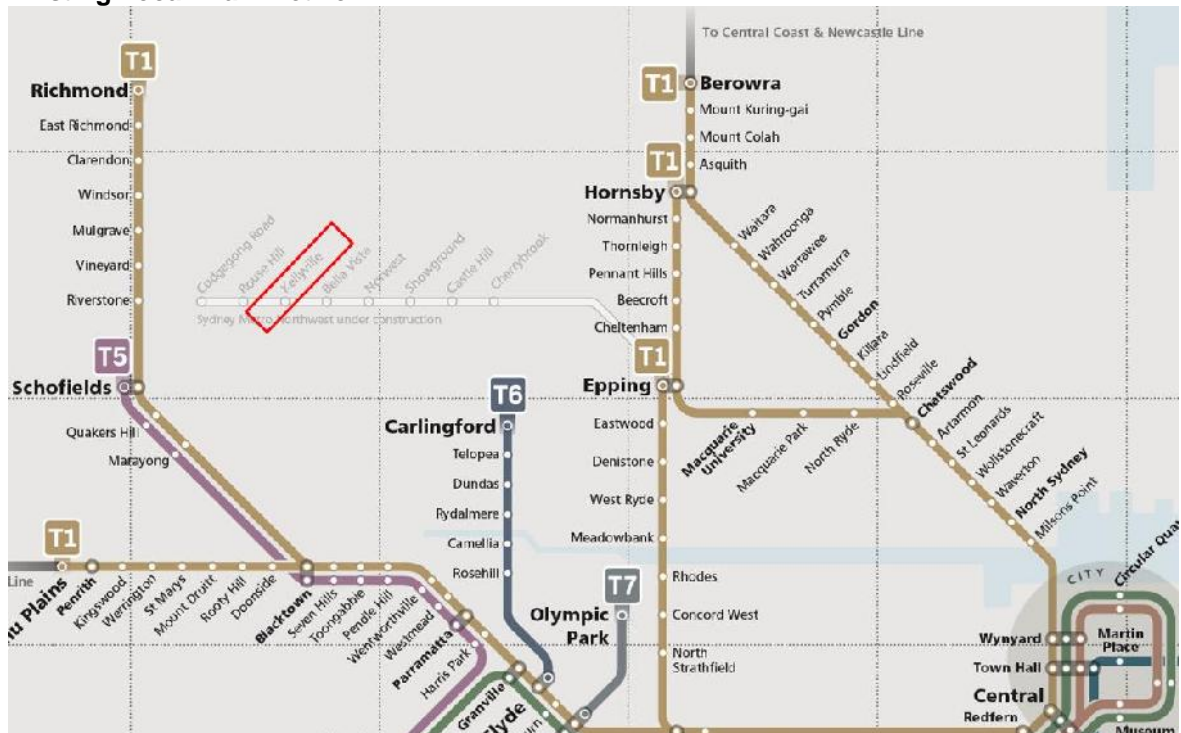 To Central Coast & Newcastle Line
T1
Richmond
East Richmond
Clarendon
Windsor
Mulgrave
Vineyard
Riverstone
T5
Schofields
Quakers Hill
Marayong
Cudgegong Road
Rouse Hill
Kellyville
Bella Vista
Norwest
Showground
Castle Hill
Cherrybrook
Sydney Metro Northwest under construction
T1
Berowra
Mount Kuring-gai
Mount Colah
Asquith
T1
Hornsby
Normanhurst
Thornleigh
Pennant Hills
Beecroft
Cheltenham
T1
Epping
Waitara
Wahroonga
Warrawee
Turramurra
Pymble
Gordon
Killara
Lindfield
Roseville
Chatswood
Artarmon
St Leonards
Wollstonecraft
Waverton
North Sydney
Milsons Point
Macquarie
University
Macquarie Park
North Ryde
Eastwood
Denistone
West Ryde
Meadowbank
Rhodes
Concord West
North
Strathfield
T6
Carlingford
Telopea
Dundas
Rydalmere
Camellia
Rosehill
T7
Olympic
Park
T1
Line
Plains
Penrith
Kingswood
Werrington
St Marys
Mount Druitt
Rooty Hill
Doonside
Blacktown
Seven Hills
Toongabbie
Pendle Hill
Wentworthville
Westmead
Parramatta
Harris Park
Granville
Clyde
CITY
Circular Qua
Wynyard
Martin
Place
Town Hall
Central
Redfern
Museum